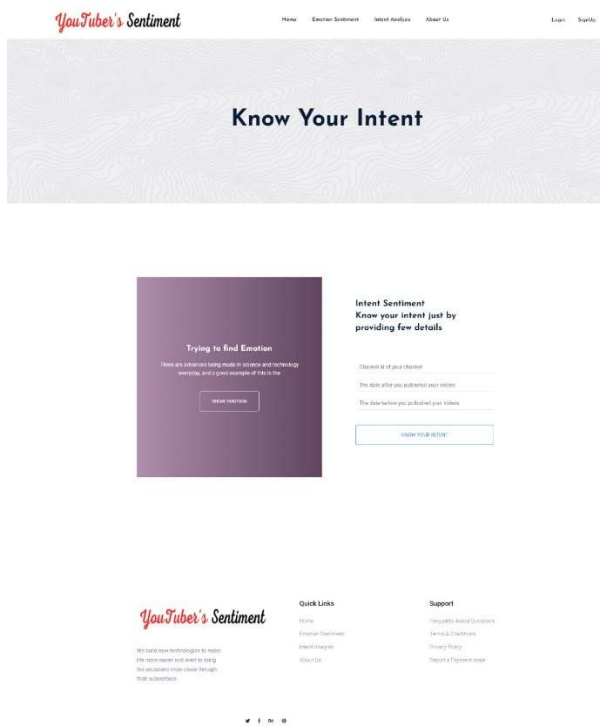 YouTuber's Sentiment
Home Emotion Sentiment Intent Analysis About Us
Login SignUp
Know Your Intent
Trying to find Emotion
There are advances being made in science and technology
everyday, and a good example of this is the
KNOW EMOTION
Intent Sentiment
Know your intent just by
providing few details
Channel id of your channel
The date after you published your videos
The date before you published your videos
KNOW YOUR INTENT
YouTuber's Sentiment
We build new technologies to make
life more easier and want to bring
the youtubers more closer through
their subscribers.
Quick Links
Home
Emotion Sentiment
Intent Analysis
About Us
Support
Frequently Asked Questions
Terms & Conditions
Privacy Policy
Report a Payment Issue